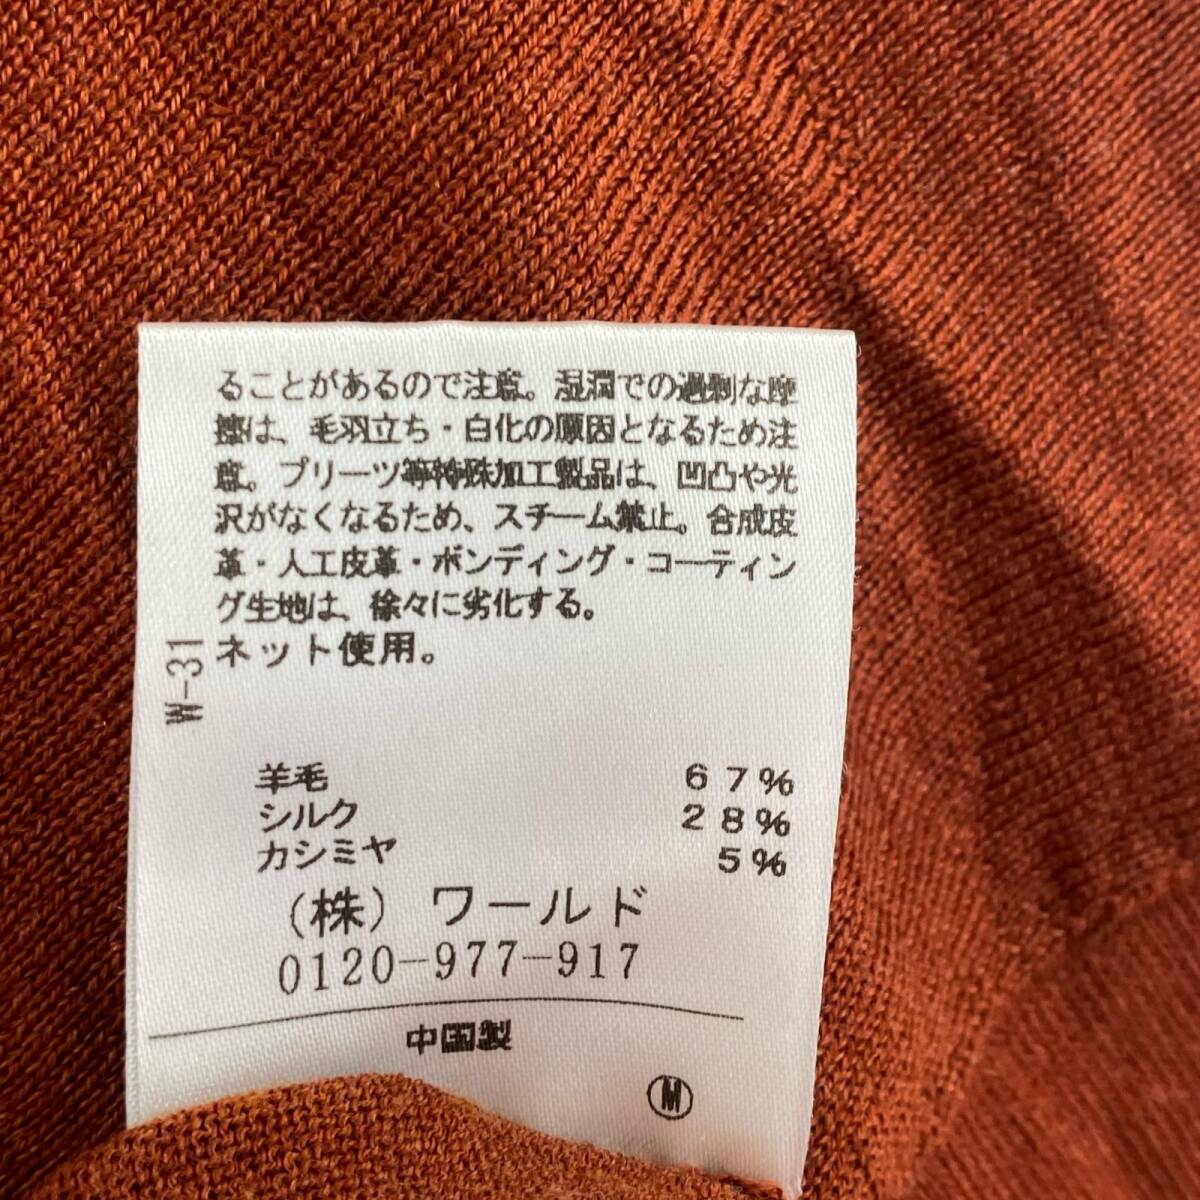 ることがあるので注意。湿潤での過剰な摩
擦は、毛羽立ち・白化の原因となるため注
意。プリーツ等特殊加工製品は、凹凸や光
沢がなくなるため、スチーム禁止。合成皮
革・人工皮革・ボンディング・コーティン
グ生地は、徐々に劣化する。
ネット使用。
W-31
羊毛 67%
シルク 28%
カシミヤ 5%
(株) ワールド
0120-977-917
中国製
M